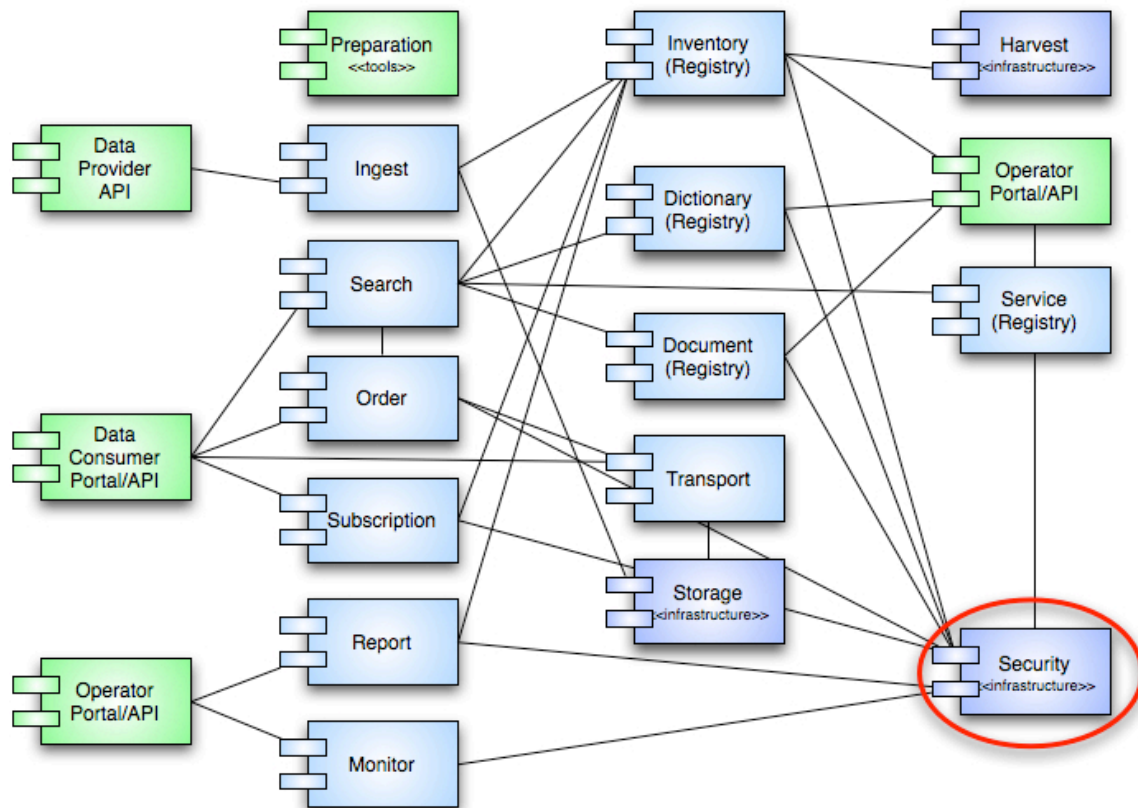 Preparation
<<tools>>
Inventory
(Registry)
Harvest
<<infrastructure>>
Data
Provider
API
Ingest
Dictionary
(Registry)
Operator
Portal/API
Search
Service
(Registry)
Document
(Registry)
Order
Data
Consumer
Portal/API
Transport
Subscription
Storage
<<infrastructure>>
Report
Security
<<infrastructure>>
Operator
Portal/API
Monitor